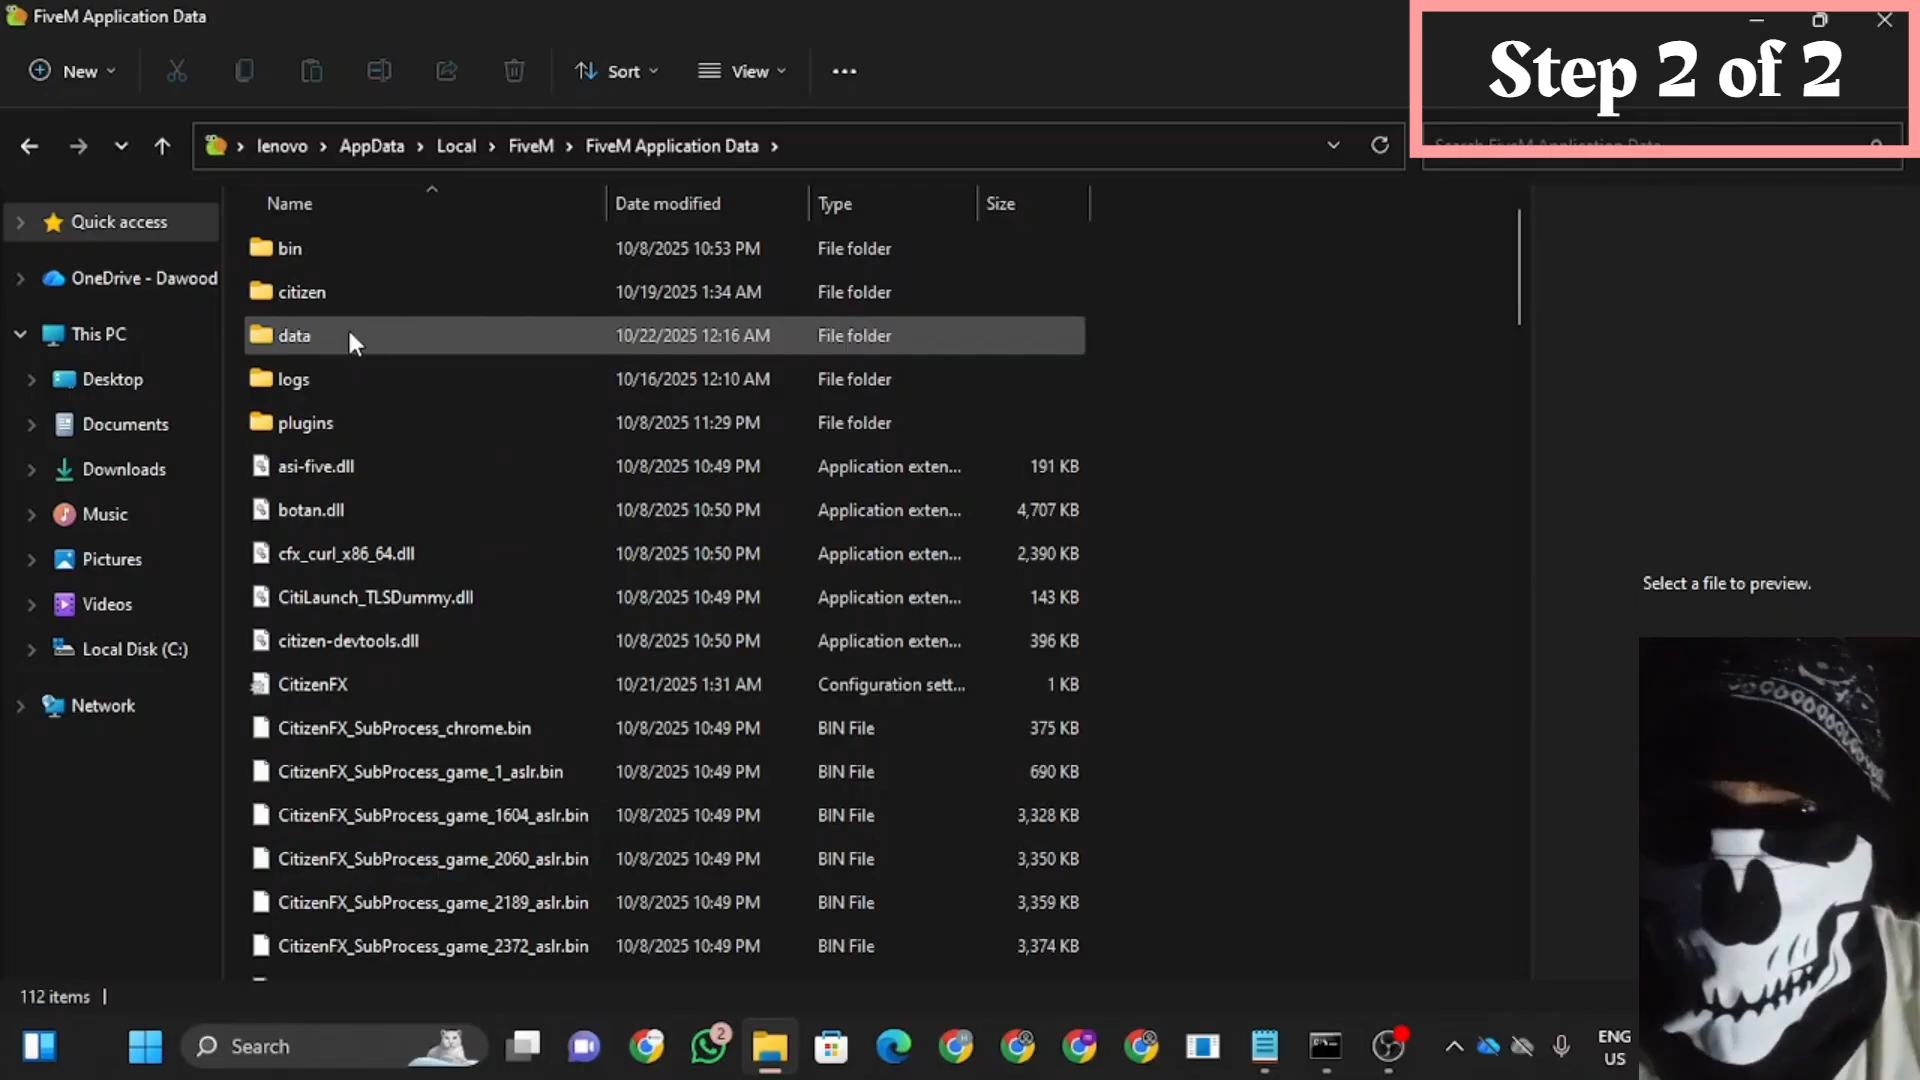 FiveM Application Data
Step 2 of 2
New
Sort
View
lenovo > AppData > Local > FiveM > FiveM Application Data >
Search FiveM Application Data
Name Date modified Type Size
Quick access
OneDrive - Dawood
This PC
Desktop
Documents
Downloads
Music
Pictures
Videos
Local Disk (C:)
Network
bin 10/8/2025 10:53 PM File folder
citizen 10/19/2025 1:34 AM File folder
data 10/22/2025 12:16 AM File folder
logs 10/16/2025 12:10 AM File folder
plugins 10/8/2025 11:29 PM File folder
asi-five.dll 10/8/2025 10:49 PM Application exten... 191 KB
botan.dll 10/8/2025 10:50 PM Application exten... 4,707 KB
cfx_curl_x86_64.dll 10/8/2025 10:50 PM Application exten... 2,390 KB
CitiLaunch_TLSDummy.dll 10/8/2025 10:49 PM Application exten... 143 KB
citizen-devtools.dll 10/8/2025 10:50 PM Application exten... 396 KB
CitizenFX 10/21/2025 1:31 AM Configuration sett... 1 KB
CitizenFX_SubProcess_chrome.bin 10/8/2025 10:49 PM BIN File 375 KB
CitizenFX_SubProcess_game_1_aslr.bin 10/8/2025 10:49 PM BIN File 690 KB
CitizenFX_SubProcess_game_1604_aslr.bin 10/8/2025 10:49 PM BIN File 3,328 KB
CitizenFX_SubProcess_game_2060_aslr.bin 10/8/2025 10:49 PM BIN File 3,350 KB
CitizenFX_SubProcess_game_2189_aslr.bin 10/8/2025 10:49 PM BIN File 3,359 KB
CitizenFX_SubProcess_game_2372_aslr.bin 10/8/2025 10:49 PM BIN File 3,374 KB
Select a file to preview.
112 items
Search
2
ENG
US